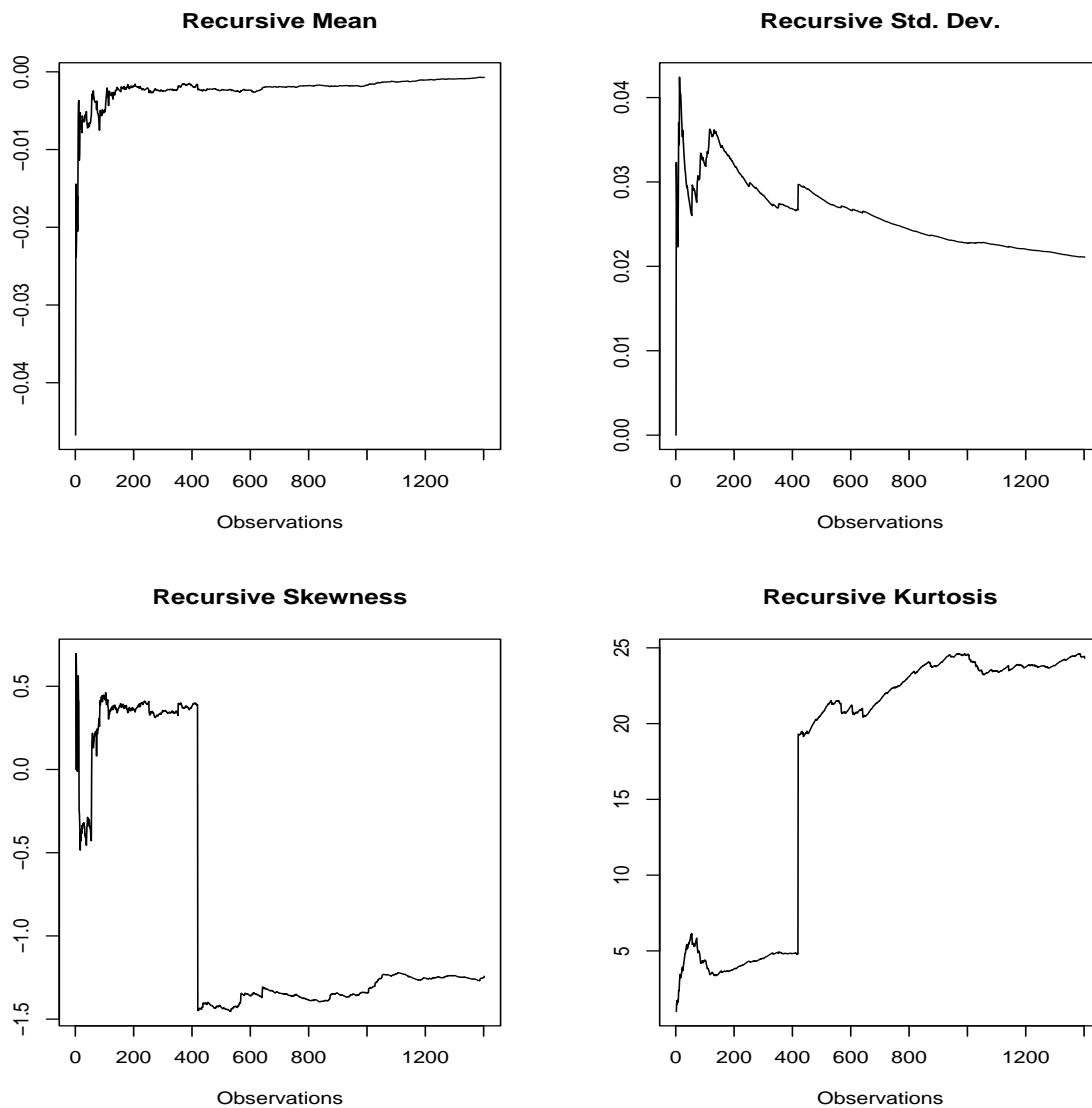 Recursive Mean
0.00
−0.01
−0.02
−0.03
−0.04
0 200 400 600 800 1200
Observations
Recursive Std. Dev.
0.04
0.03
0.02
0.01
0.00
0 200 400 600 800 1200
Observations
Recursive Skewness
0.5
0.0
−0.5
−1.0
−1.5
0 200 400 600 800 1200
Observations
Recursive Kurtosis
25
20
15
10
5
0 200 400 600 800 1200
Observations